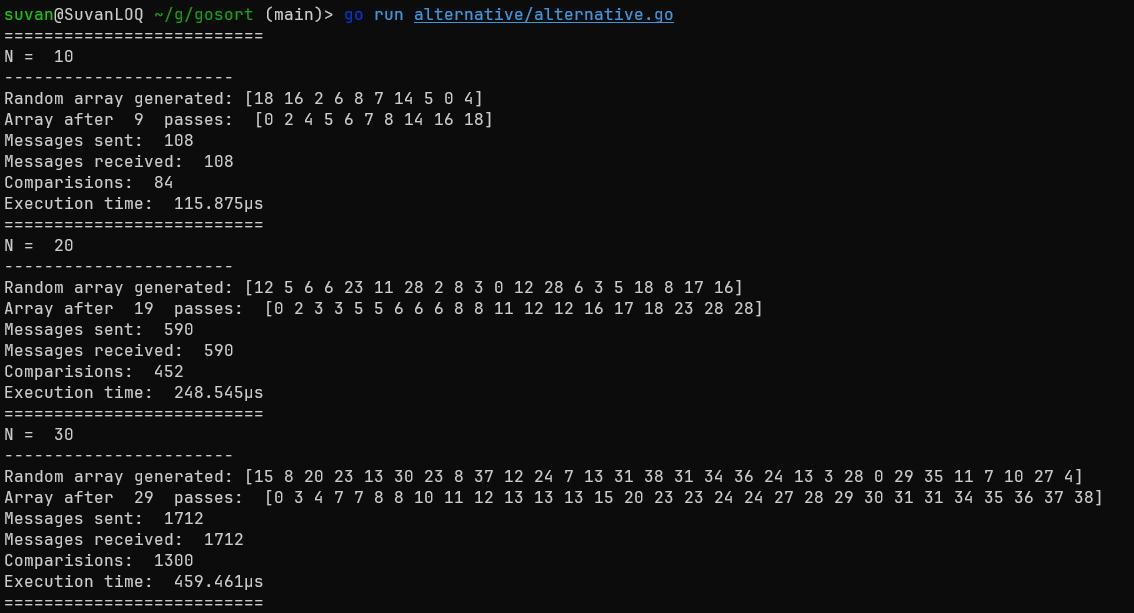 suvan@SuvanLOQ ~/g/gosort (main)> go run alternative/alternative.go
==========================
N =  10
-----------------------
Random array generated: [18 16 2 6 8 7 14 5 0 4]
Array after  9  passes:  [0 2 4 5 6 7 8 14 16 18]
Messages sent:  108
Messages received:  108
Comparisions:  84
Execution time:  115.875µs
==========================
N =  20
-----------------------
Random array generated: [12 5 6 6 23 11 28 2 8 3 0 12 28 6 3 5 18 8 17 16]
Array after  19  passes:  [0 2 3 3 5 5 6 6 6 8 8 11 12 12 16 17 18 23 28 28]
Messages sent:  590
Messages received:  590
Comparisions:  452
Execution time:  248.545µs
==========================
N =  30
-----------------------
Random array generated: [15 8 20 23 13 30 23 8 37 12 24 7 13 31 38 31 34 36 24 13 3 28 0 29 35 11 7 10 27 4]
Array after  29  passes:  [0 3 4 7 7 8 8 10 11 12 13 13 13 15 20 23 23 24 24 27 28 29 30 31 31 34 35 36 37 38]
Messages sent:  1712
Messages received:  1712
Comparisions:  1300
Execution time:  459.461µs
==========================